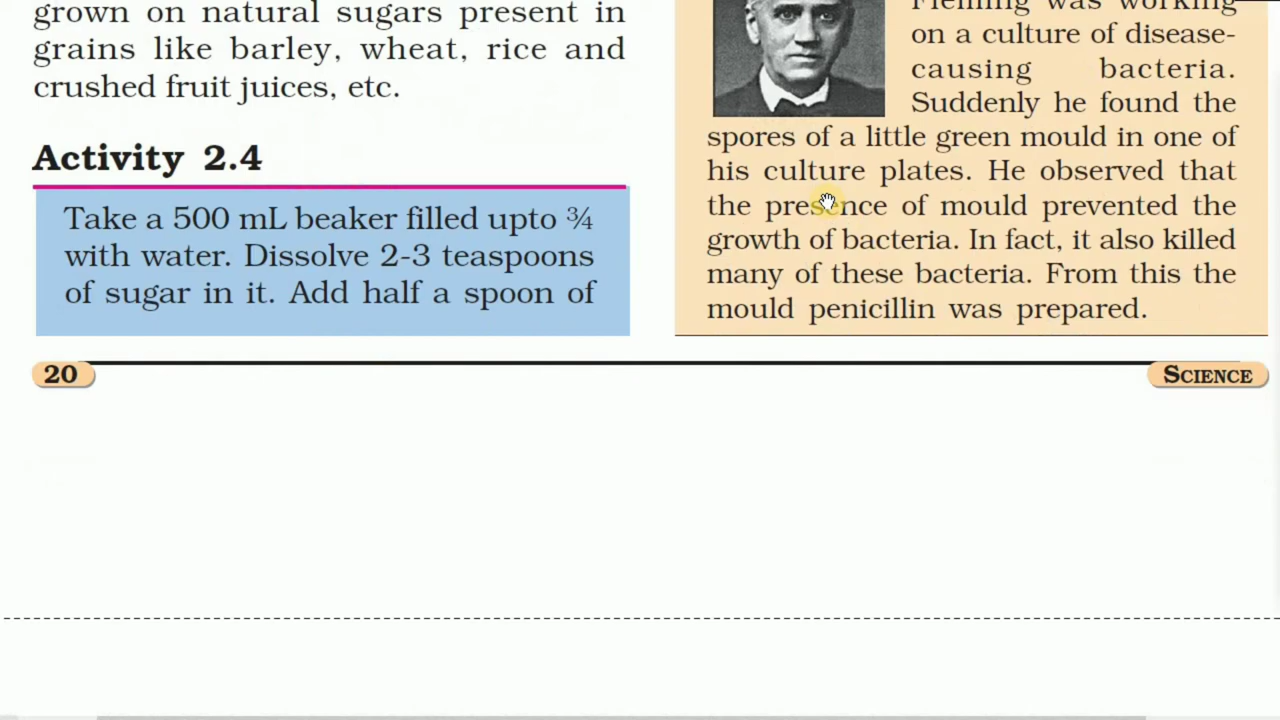 grown on natural sugars present in
grains like barley, wheat, rice and
crushed fruit juices, etc.
Activity 2.4
Take a 500 mL beaker filled upto ¾
with water. Dissolve 2-3 teaspoons
of sugar in it. Add half a spoon of
Fleming was working
on a culture of disease-
causing bacteria.
Suddenly he found the
spores of a little green mould in one of
his culture plates. He observed that
the presence of mould prevented the
growth of bacteria. In fact, it also killed
many of these bacteria. From this the
mould penicillin was prepared.
20
SCIENCE